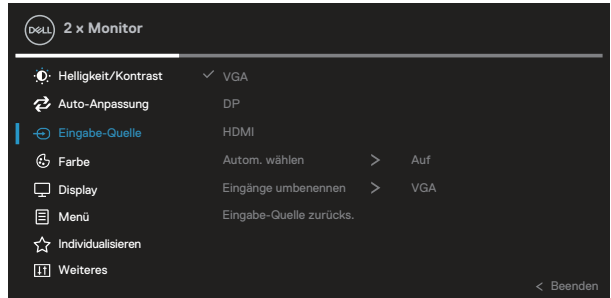 DELL 2 x Monitor
Helligkeit/Kontrast ✓ VGA
Auto-Anpassung DP
Eingabe-Quelle HDMI
Farbe Autom. wählen > Auf
Display Eingänge umbenennen > VGA
Menü Eingabe-Quelle zurücks.
Individualisieren
Weiteres
< Beenden